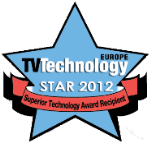 EUROPE
TVTechnology
STAR 2012
Superior Technology Award Recipient